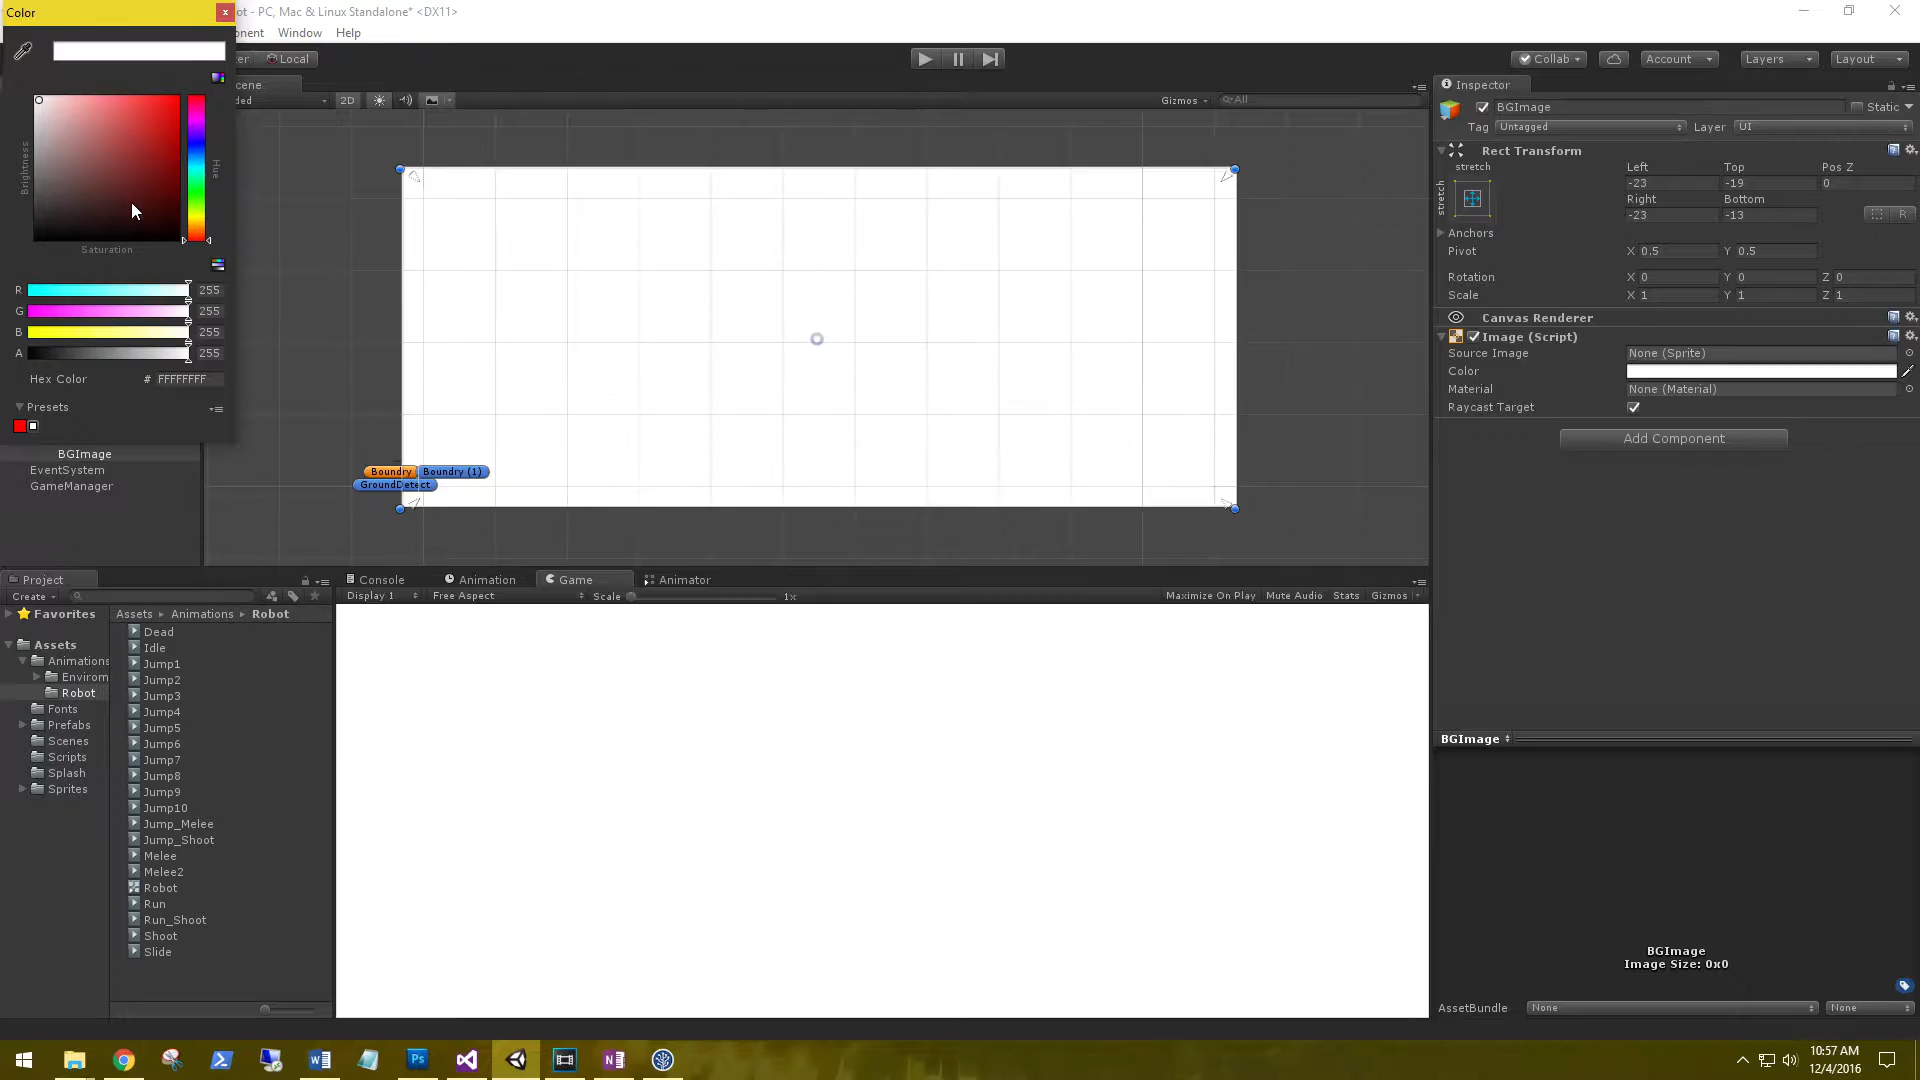 Color
ot - PC, Mac & Linux Standalone* <DX11>
onent Window Help
ter Local
Collab Account Layers Layout
cene
ded 2D Gizmos All
Brightness
Hue
Saturation
R 255
G 255
B 255
A 255
Hex Color # FFFFFFFF
Presets
BGImage
EventSystem
GameManager
Boundry Boundry (1)
GroundDetect
Inspector
BGImage Static
Tag Untagged Layer UI
Rect Transform
stretch Left Top Pos Z
stretch
-23 -19 0
Right Bottom
-23 -13 R
Anchors
Pivot X 0.5 Y 0.5
Rotation X 0 Y 0 Z 0
Scale X 1 Y 1 Z 1
Canvas Renderer
Image (Script)
Source Image None (Sprite)
Color
Material None (Material)
Raycast Target
Add Component
Project
Create
Favorites
Assets
Animations
Environ
Robot
Fonts
Prefabs
Scenes
Scripts
Splash
Sprites
Assets Animations Robot
Dead
Idle
Jump1
Jump2
Jump3
Jump4
Jump5
Jump6
Jump7
Jump8
Jump9
Jump10
Jump_Melee
Jump_Shoot
Melee
Melee2
Robot
Run
Run_Shoot
Shoot
Slide
Console Animation Game Animator
Display 1 Free Aspect Scale 1x Maximize On Play Mute Audio Stats Gizmos
BGImage
BGImage
Image Size: 0x0
AssetBundle None None
10:57 AM
12/4/2016